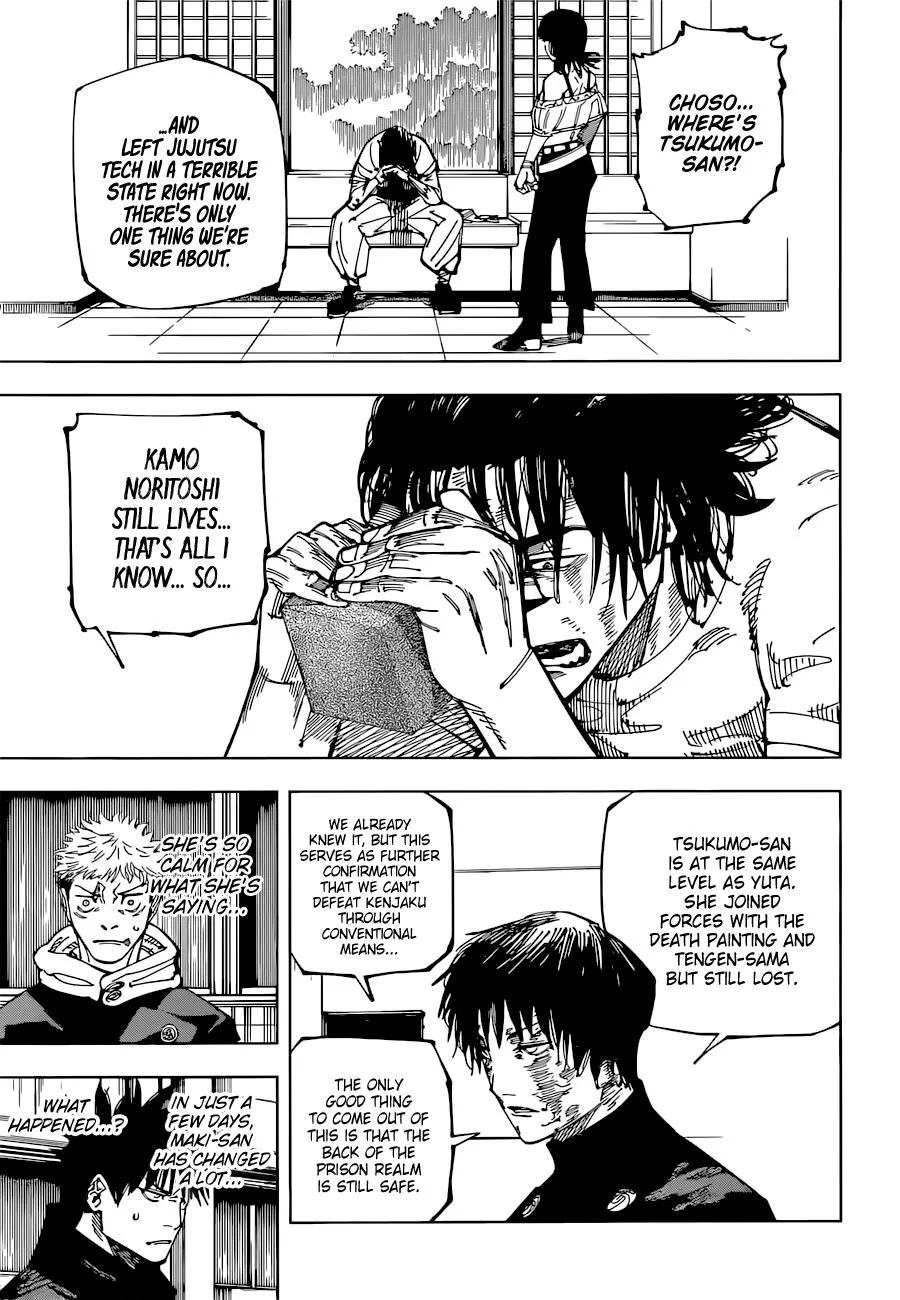 CHOSO...
WHERE'S
TSUKUMO-
SAN?!
...AND
LEFT JUJUTSU
TECH IN A TERRIBLE
STATE RIGHT NOW.
THERE'S ONLY
ONE THING WE'RE
SURE ABOUT.
KAMO
NORITOSHI
STILL LIVES...
THAT'S ALL I
KNOW... SO...
TSUKUMO-SAN
IS AT THE SAME
LEVEL AS YUTA.
SHE JOINED
FORCES WITH THE
DEATH PAINTING AND
TENGEN-SAMA
BUT STILL LOST.
WE ALREADY
KNEW IT, BUT THIS
SERVES AS FURTHER
CONFIRMATION
THAT WE CAN'T
DEFEAT KENJAKU
THROUGH
CONVENTIONAL
MEANS...
THE ONLY
GOOD THING
TO COME OUT OF
THIS IS THAT THE
BACK OF THE
PRISON REALM
IS STILL SAFE.
SHE'S SO
CALM FOR
WHAT SHE'S
SAYING...
IN JUST A
FEW DAYS,
MAKI-SAN
HAS CHANGED
A LOT...
WHAT
HAPPENED...?